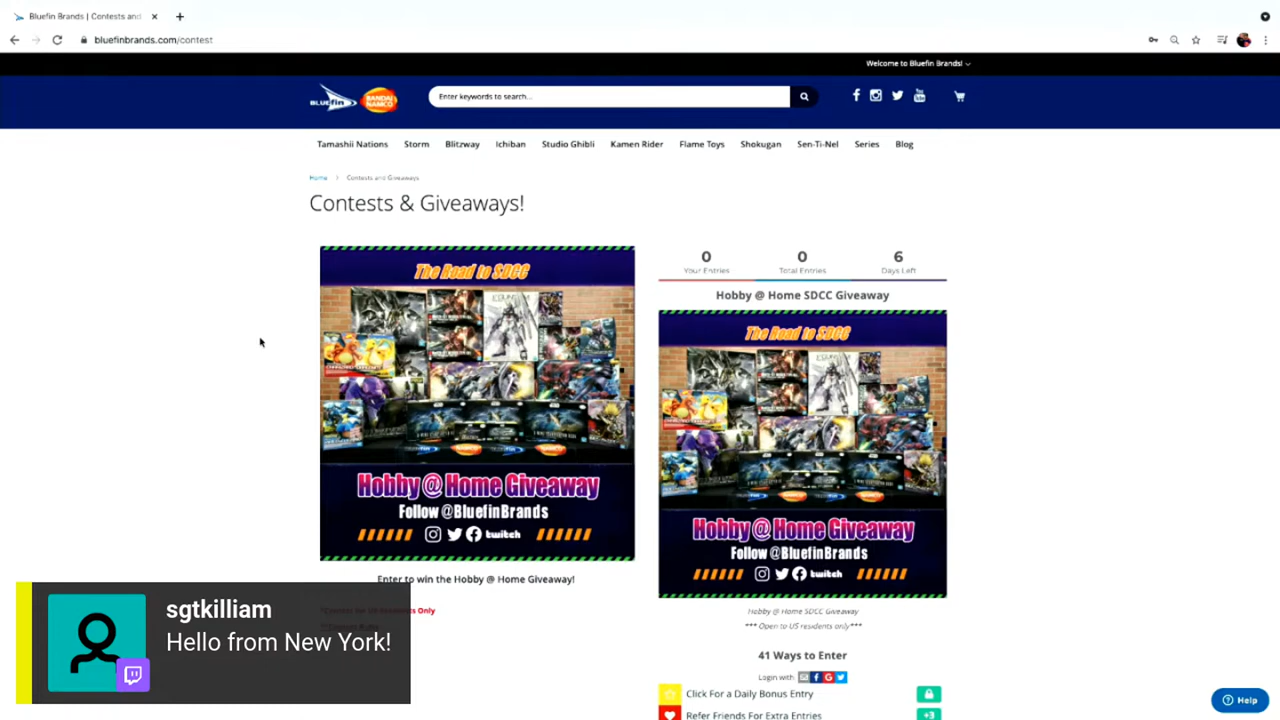 Bluefin Brands | Contests and
bluefinbrands.com/contest
Welcome to Bluefin Brands!
BLUEFIN
BANDAI
NAMCO
Enter keywords to search...
Tamashii Nations Storm Blitzway Ichiban Studio Ghibli Kamen Rider Flame Toys Shokugan Sen-Ti-Nel Series Blog
Home Contests and Giveaways
Contests & Giveaways!
The Road to SDCC
Hobby @ Home Giveaway
Follow @BluefinBrands
twitch
Enter to win the Hobby @ Home Giveaway!
0 0 6
Your Entries Total Entries Days Left
Hobby @ Home SDCC Giveaway
The Road to SDCC
Hobby @ Home Giveaway
Follow @BluefinBrands
twitch
Hobby @ Home SDCC Giveaway
*** Open to US residents only***
41 Ways to Enter
Login with:
Click For a Daily Bonus Entry
Refer Friends For Extra Entries +3
Help
sgtkilliam
Hello from New York!